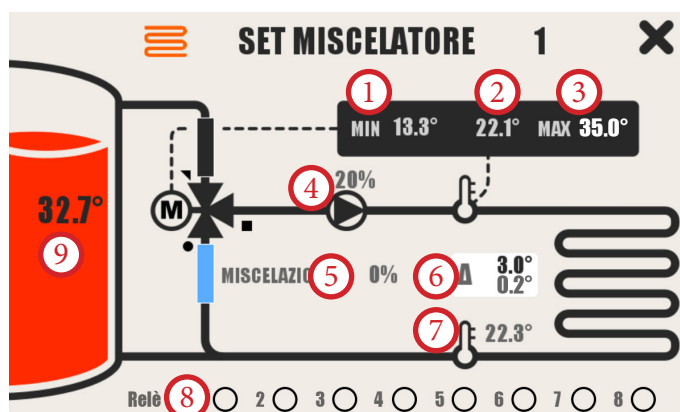 SET MISCELATORE 1
1 2 3
MIN 13.3° 22.1° MAX 35.0°
4 20%
32.7°
M
9
5 0%
6 Δ 3.0°
0.2°
7 22.3°
Relè 8 2 3 4 5 6 7 8